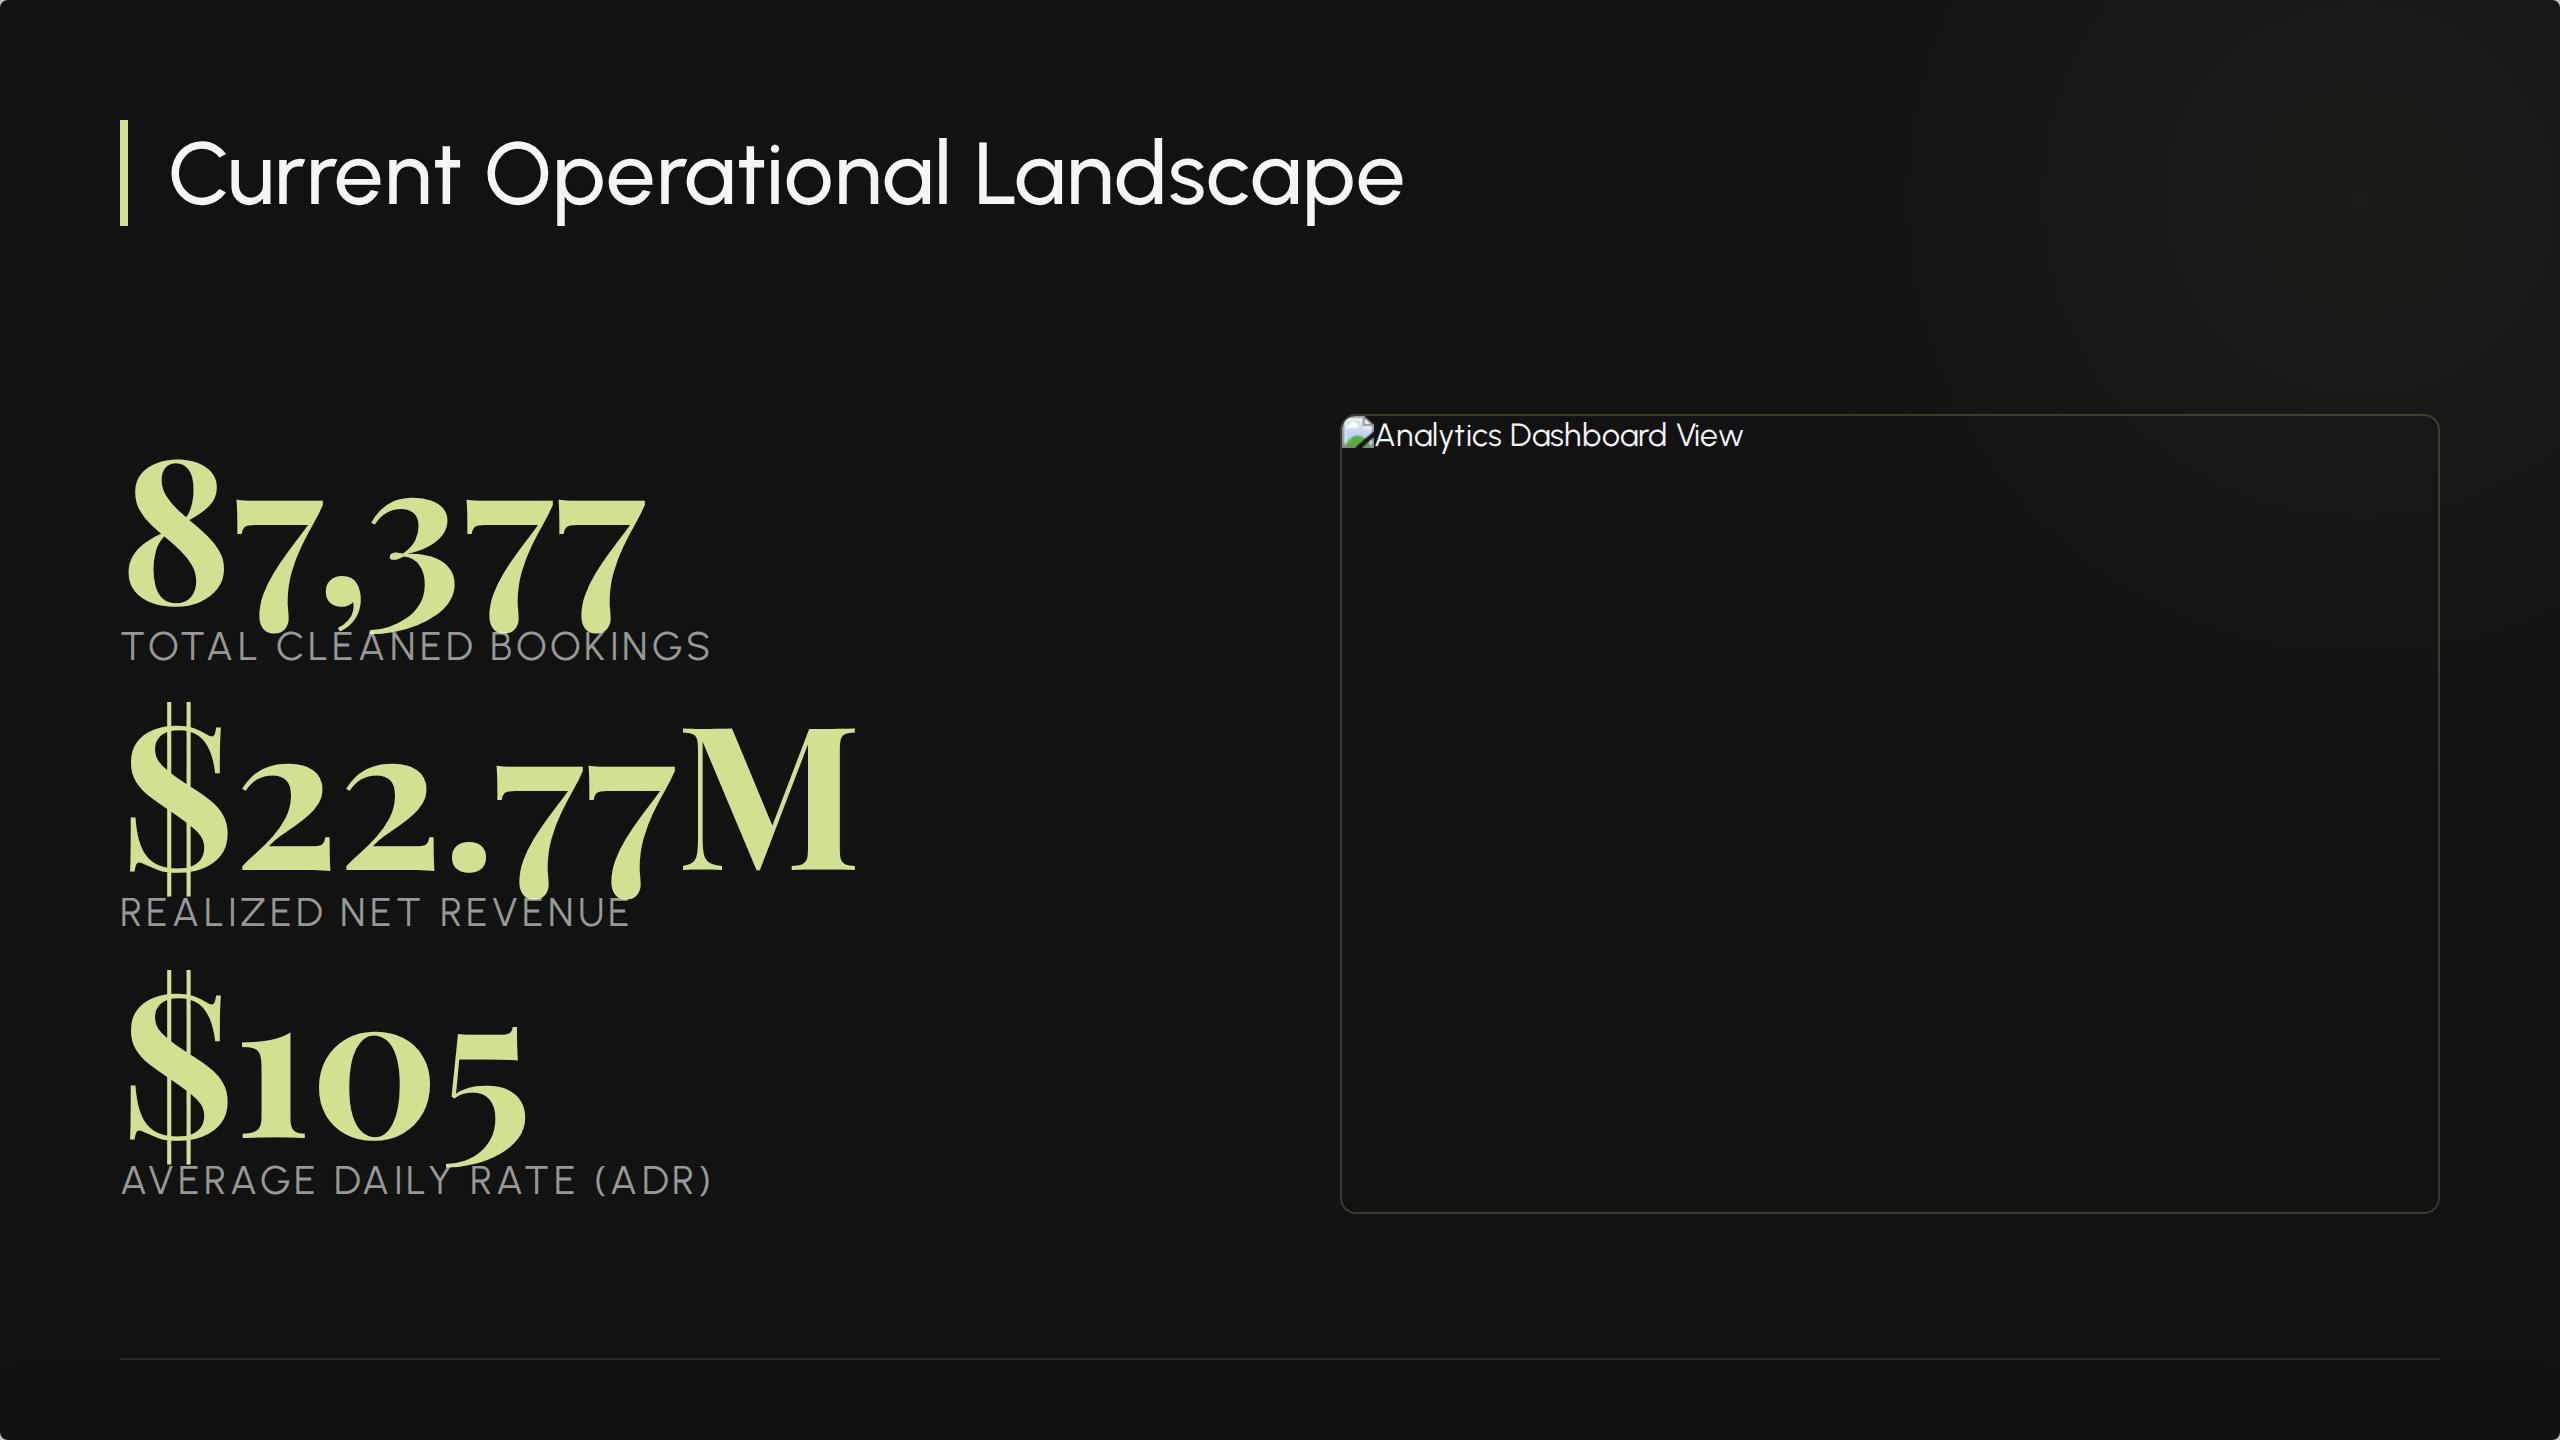 Current Operational Landscape
87,377
TOTAL CLEANED BOOKINGS
$22.77M
REALIZED NET REVENUE
$105
AVERAGE DAILY RATE (ADR)
Analytics Dashboard View